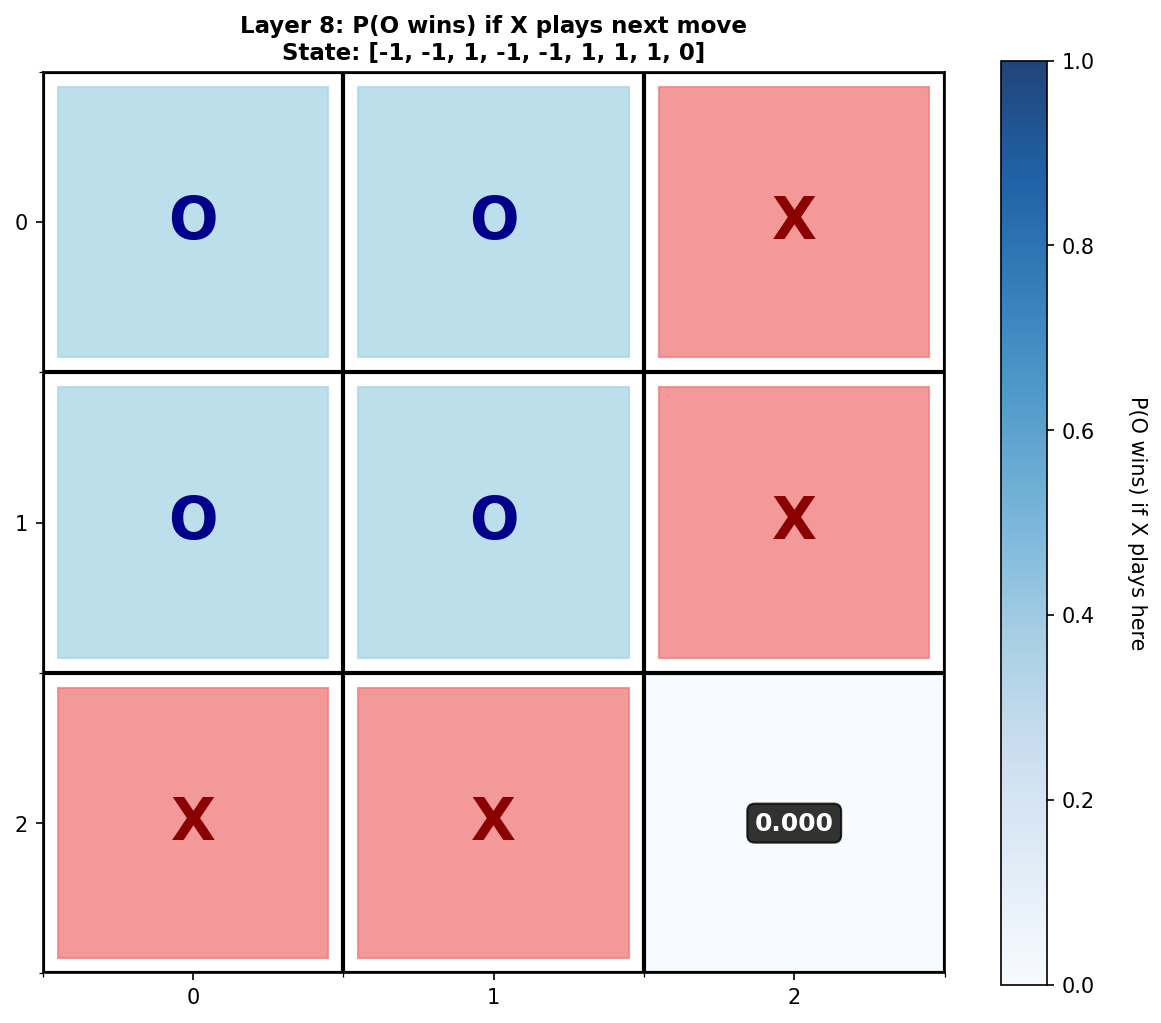 Layer 8: P(O wins) if X plays next move
State: [-1, -1, 1, -1, -1, 1, 1, 1, 0]
0
O
O
X
1
O
O
X
2
X
X
0.000
0
1
2
1.0
0.8
0.6
0.4
0.2
0.0
P(O wins) if X plays here